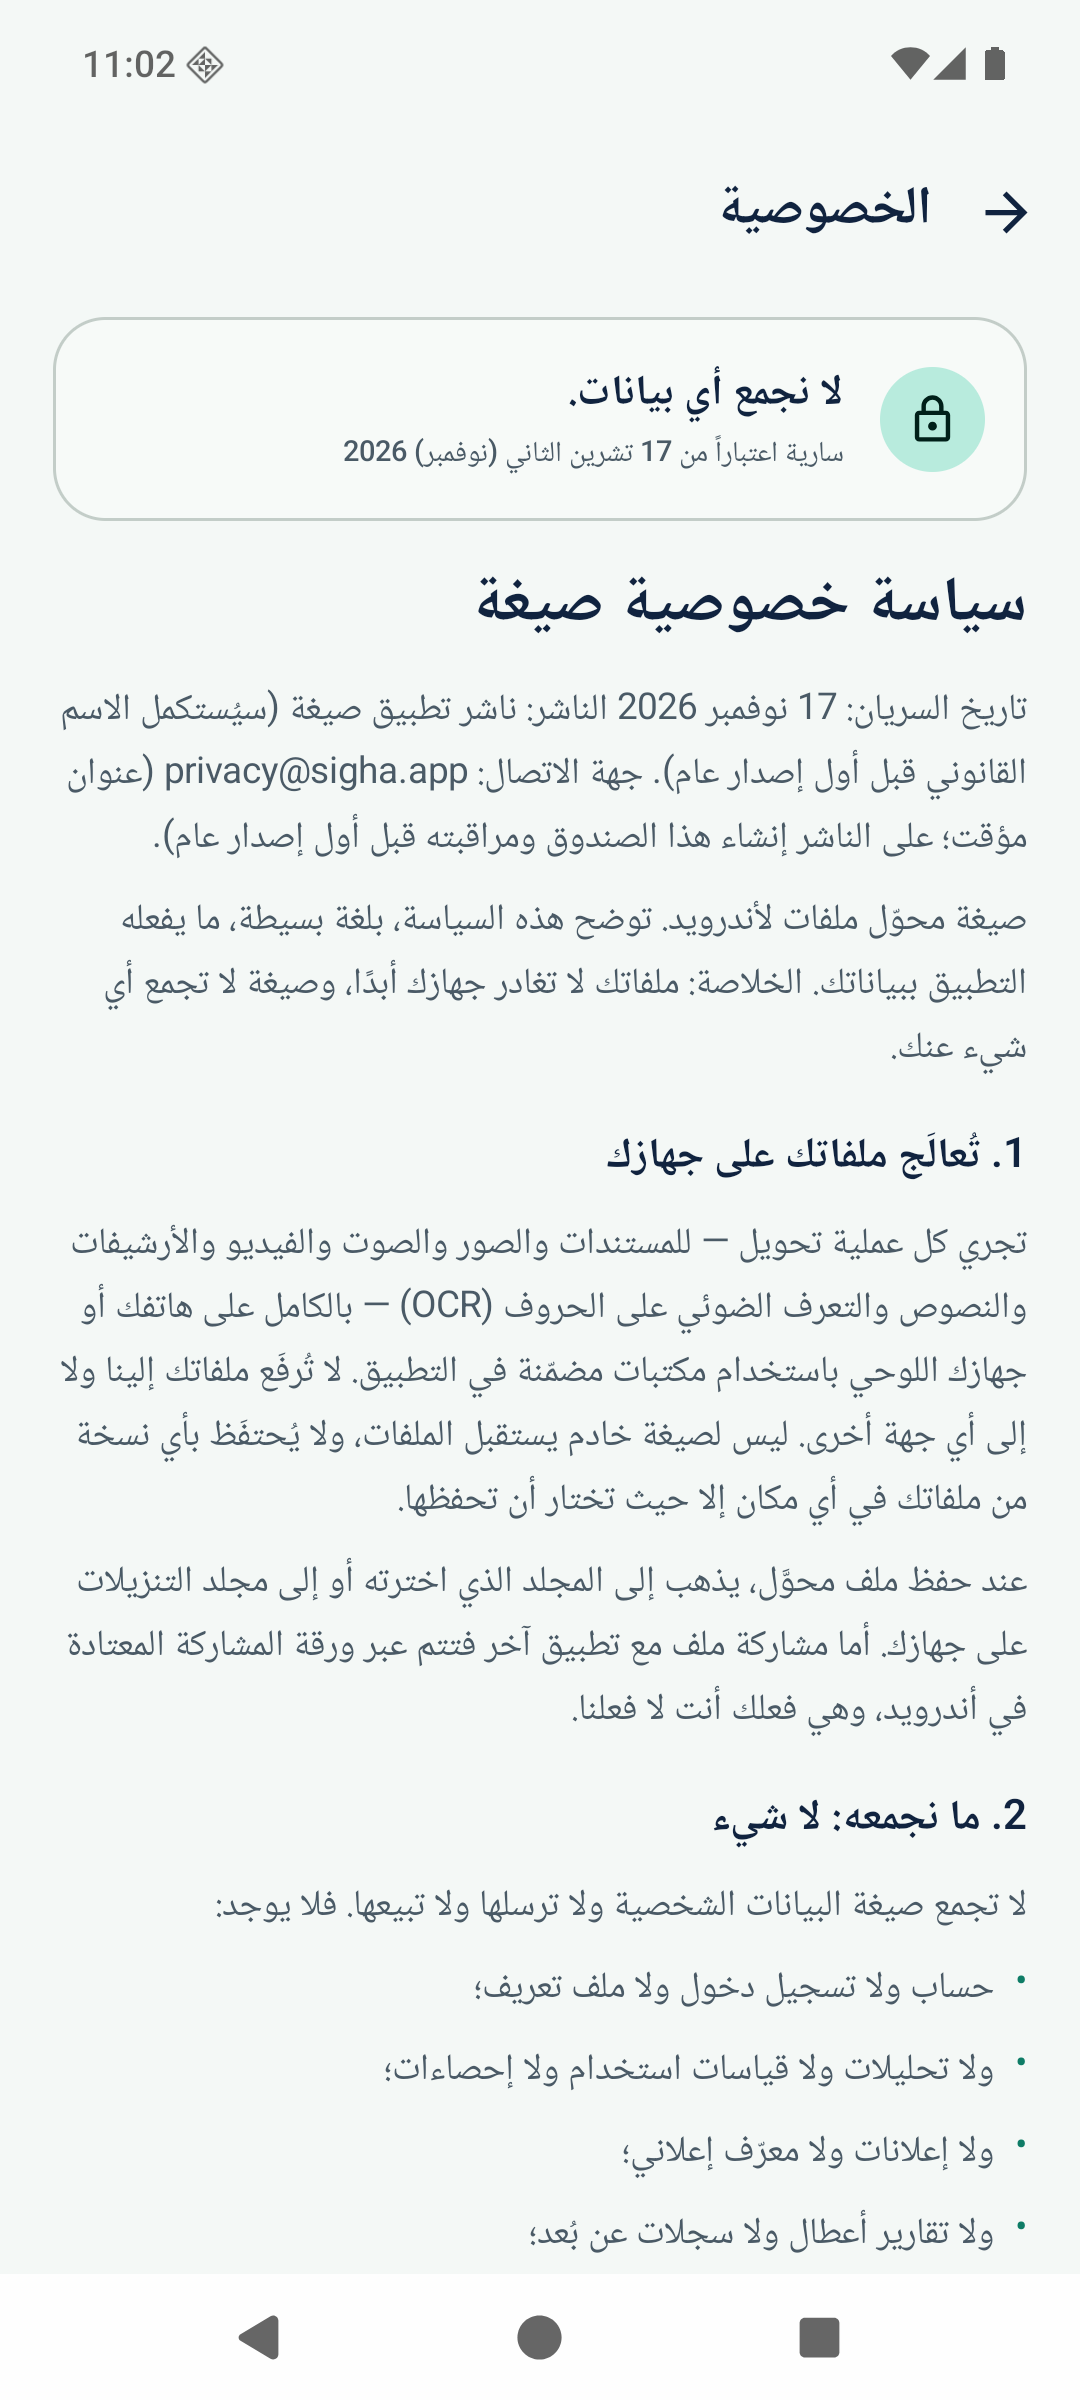 11:02
الخصوصية
لا نجمع أي بيانات.
سارية اعتباراً من 17 تشرين الثاني (نوفمبر) 2026
سياسة خصوصية صيغة
تاريخ السريان: 17 نوفمبر 2026 الناشر: ناشر تطبيق صيغة (سيُستكمل الاسم
القانوني قبل أول إصدار عام). جهة الاتصال: privacy@sigha.app (عنوان
مؤقت؛ على الناشر إنشاء هذا الصندوق ومراقبته قبل أول إصدار عام).
صيغة محوّل ملفات لأندرويد. توضح هذه السياسة، بلغة بسيطة، ما يفعله
التطبيق ببياناتك. الخلاصة: ملفاتك لا تغادر جهازك أبدًا، وصيغة لا تجمع أي
شيء عنك.
1. تُعالَج ملفاتك على جهازك
تجري كل عملية تحويل — للمستندات والصور والصوت والفيديو والأرشيفات
والنصوص والتعرف الضوئي على الحروف (OCR) — بالكامل على هاتفك أو
جهازك اللوحي باستخدام مكتبات مضمّنة في التطبيق. لا تُرفَع ملفاتك إلينا ولا
إلى أي جهة أخرى. ليس لصيغة خادم يستقبل الملفات، ولا يُحتفَظ بأي نسخة
من ملفاتك في أي مكان إلا حيث تختار أن تحفظها.
عند حفظ ملف محوَّل، يذهب إلى المجلد الذي اخترته أو إلى مجلد التنزيلات
على جهازك. أما مشاركة ملف مع تطبيق آخر فتتم عبر ورقة المشاركة المعتادة
في أندرويد، وهي فعلك أنت لا فعلنا.
2. ما نجمعه: لا شيء
لا تجمع صيغة البيانات الشخصية ولا ترسلها ولا تبيعها. فلا يوجد:
• حساب ولا تسجيل دخول ولا ملف تعريف؛
• ولا تحليلات ولا قياسات استخدام ولا إحصاءات؛
• ولا إعلانات ولا معرّف إعلاني؛
• ولا تقارير أعطال ولا سجلات عن بُعد؛